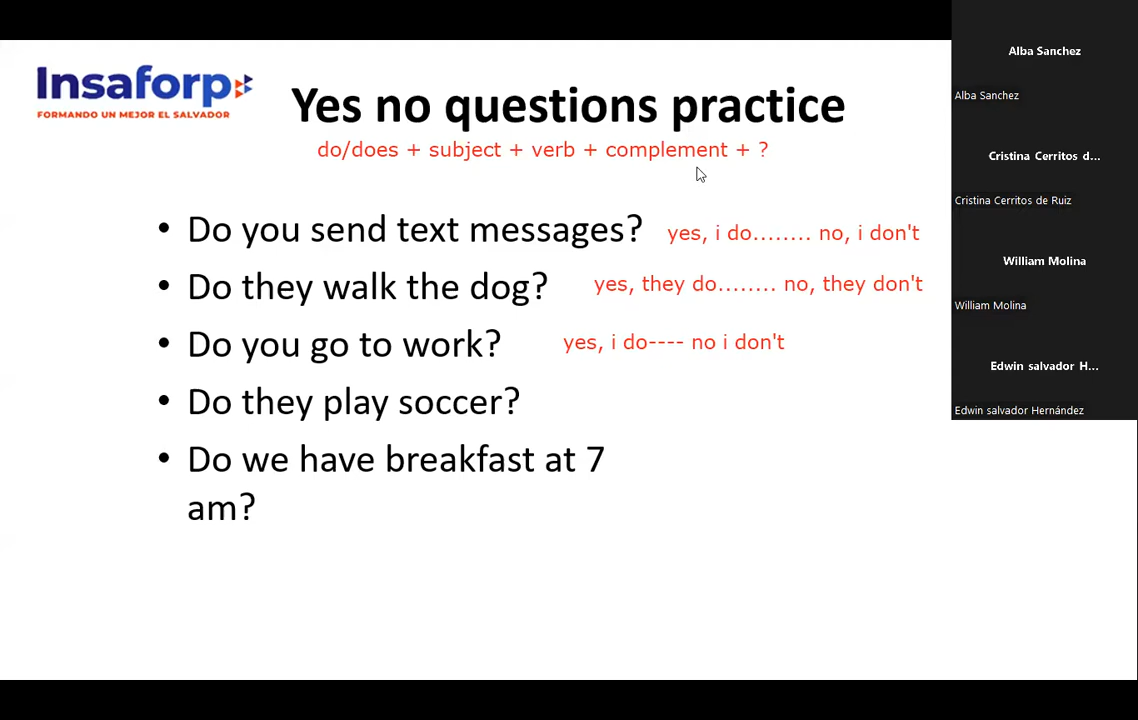 Insaforp
FORMANDO UN MEJOR EL SALVADOR
Yes no questions practice
do/does + subject + verb + complement + ?
• Do you send text messages? yes, i do........ no, i don't
• Do they walk the dog? yes, they do........ no, they don't
• Do you go to work? yes, i do---- no i don't
• Do they play soccer?
• Do we have breakfast at 7
am?
Alba Sanchez
Alba Sanchez
Cristina Cerritos d...
Cristina Cerritos de Ruiz
William Molina
William Molina
Edwin salvador H...
Edwin salvador Hernández